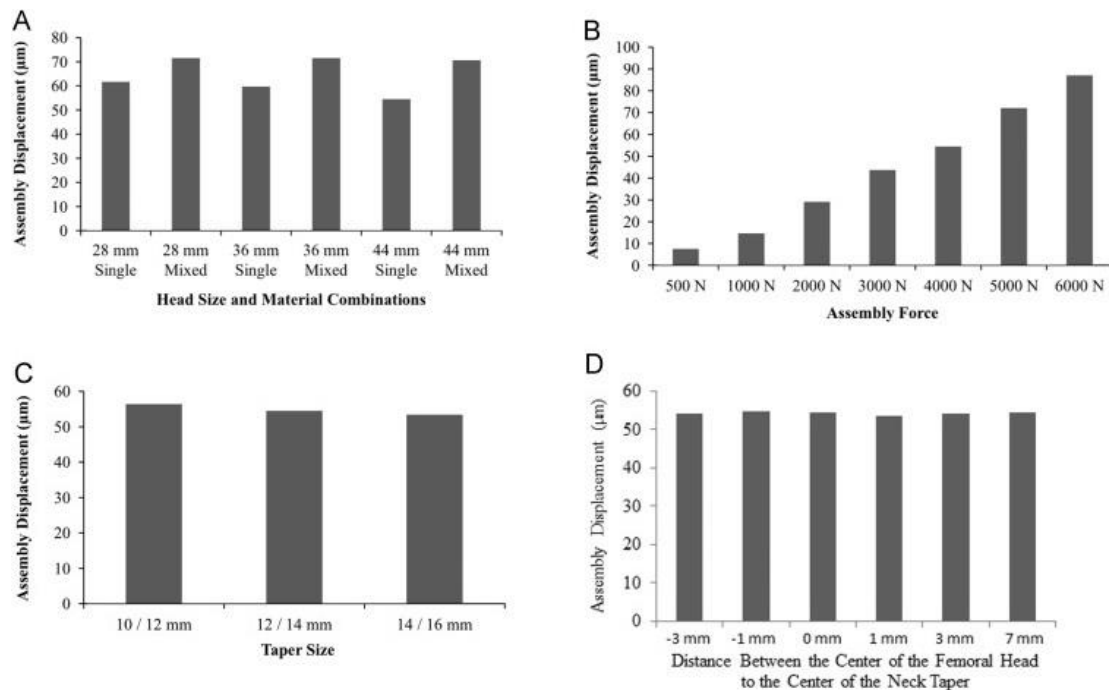 A
Assembly Displacement (μm)
80
70
60
50
40
30
20
10
0
28 mm 28 mm 36 mm 36 mm 44 mm 44 mm
Single Mixed Single Mixed Single Mixed
Head Size and Material Combinations
B
Assembly Displacement (μm)
100
90
80
70
60
50
40
30
20
10
0
500 N 1000 N 2000 N 3000 N 4000 N 5000 N 6000 N
Assembly Force
C
Assembly Displacement (μm)
60
50
40
30
20
10
0
10 / 12 mm 12 / 14 mm 14 / 16 mm
Taper Size
D
Assembly Displacement (μm)
60
50
40
30
20
10
0
-3 mm -1 mm 0 mm 1 mm 3 mm 7 mm
Distance Between the Center of the Femoral Head
to the Center of the Neck Taper